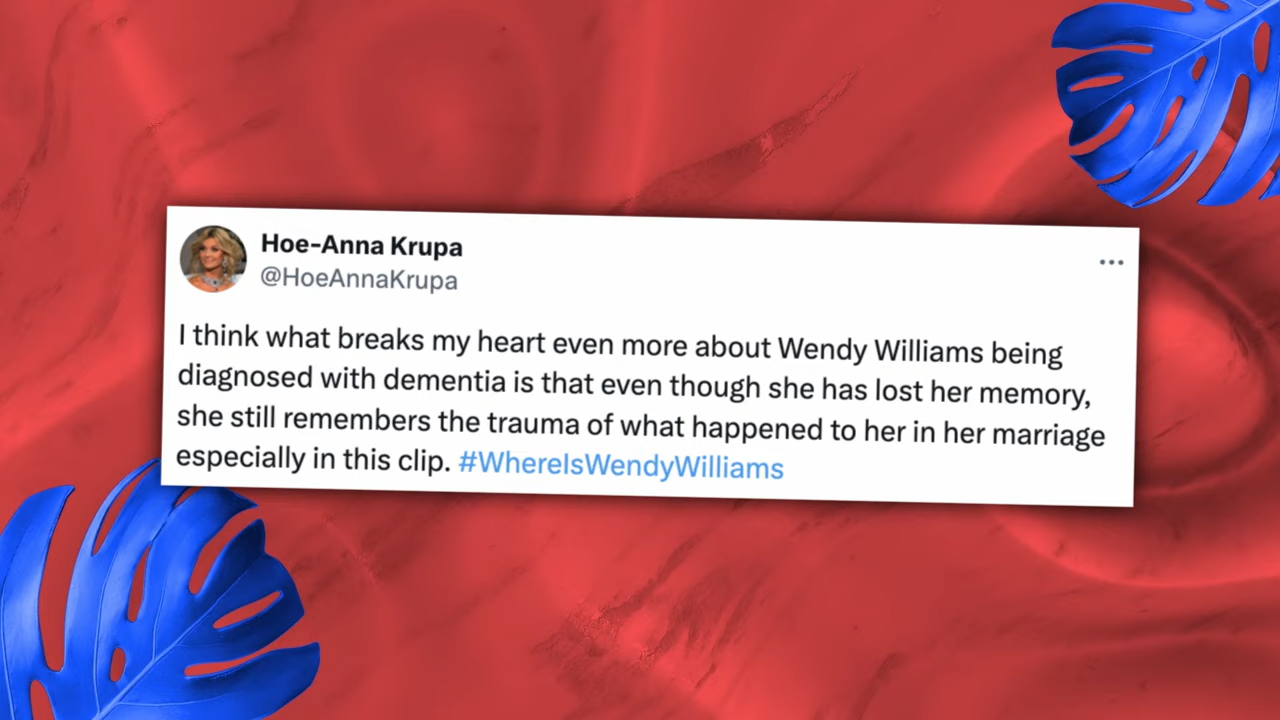 Hoe-Anna Krupa
@HoeAnnaKrupa
I think what breaks my heart even more about Wendy Williams being
diagnosed with dementia is that even though she has lost her memory,
she still remembers the trauma of what happened to her in her marriage
especially in this clip. #WhereIsWendyWilliams